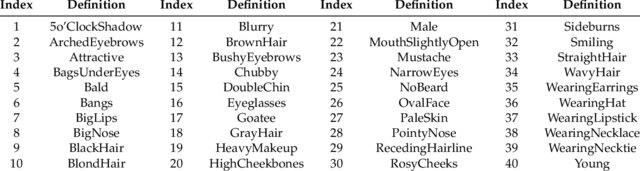 Index Definition Index Definition Index Definition Index Definition
1 5o'ClockShadow 11 Blurry 21 Male 31 Sideburns
2 ArchedEyebrows 12 BrownHair 22 MouthSlightlyOpen 32 Smiling
3 Attractive 13 BushyEyebrows 23 Mustache 33 StraightHair
4 BagsUnderEyes 14 Chubby 24 NarrowEyes 34 WavyHair
5 Bald 15 DoubleChin 25 NoBeard 35 WearingEarrings
6 Bangs 16 Eyeglasses 26 OvalFace 36 WearingHat
7 BigLips 17 Goatee 27 PaleSkin 37 WearingLipstick
8 BigNose 18 GrayHair 28 PointyNose 38 WearingNecklace
9 BlackHair 19 HeavyMakeup 29 RecedingHairline 39 WearingNecktie
10 BlondHair 20 HighCheekbones 30 RosyCheeks 40 Young